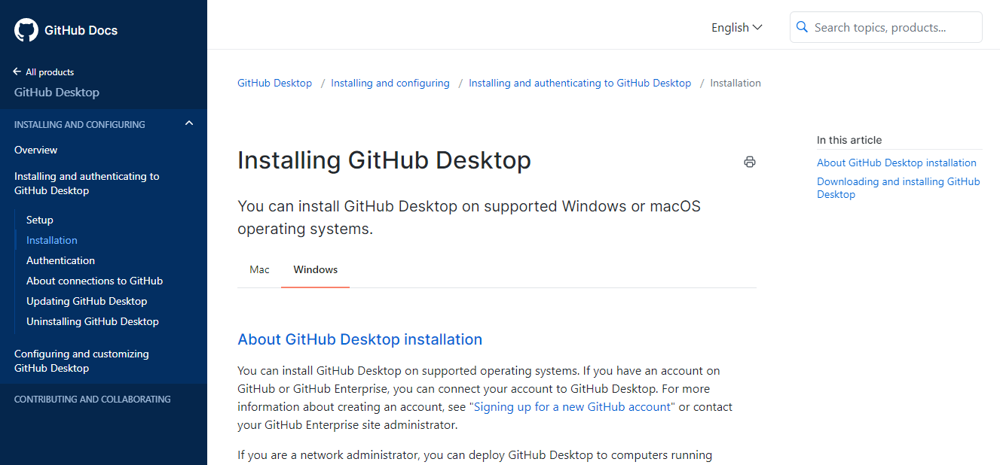 GitHub Docs
All products
GitHub Desktop
INSTALLING AND CONFIGURING
Overview
Installing and authenticating to
GitHub Desktop
Setup
Installation
Authentication
About connections to GitHub
Updating GitHub Desktop
Uninstalling GitHub Desktop
Configuring and customizing
GitHub Desktop
CONTRIBUTING AND COLLABORATING
English
Search topics, products...
GitHub Desktop / Installing and configuring / Installing and authenticating to GitHub Desktop / Installation
Installing GitHub Desktop
You can install GitHub Desktop on supported Windows or macOS
operating systems.
Mac Windows
About GitHub Desktop installation
You can install GitHub Desktop on supported operating systems. If you have an account on
GitHub or GitHub Enterprise, you can connect your account to GitHub Desktop. For more
information about creating an account, see "Signing up for a new GitHub account" or contact
your GitHub Enterprise site administrator.
If you are a network administrator, you can deploy GitHub Desktop to computers running
In this article
About GitHub Desktop installation
Downloading and installing GitHub
Desktop